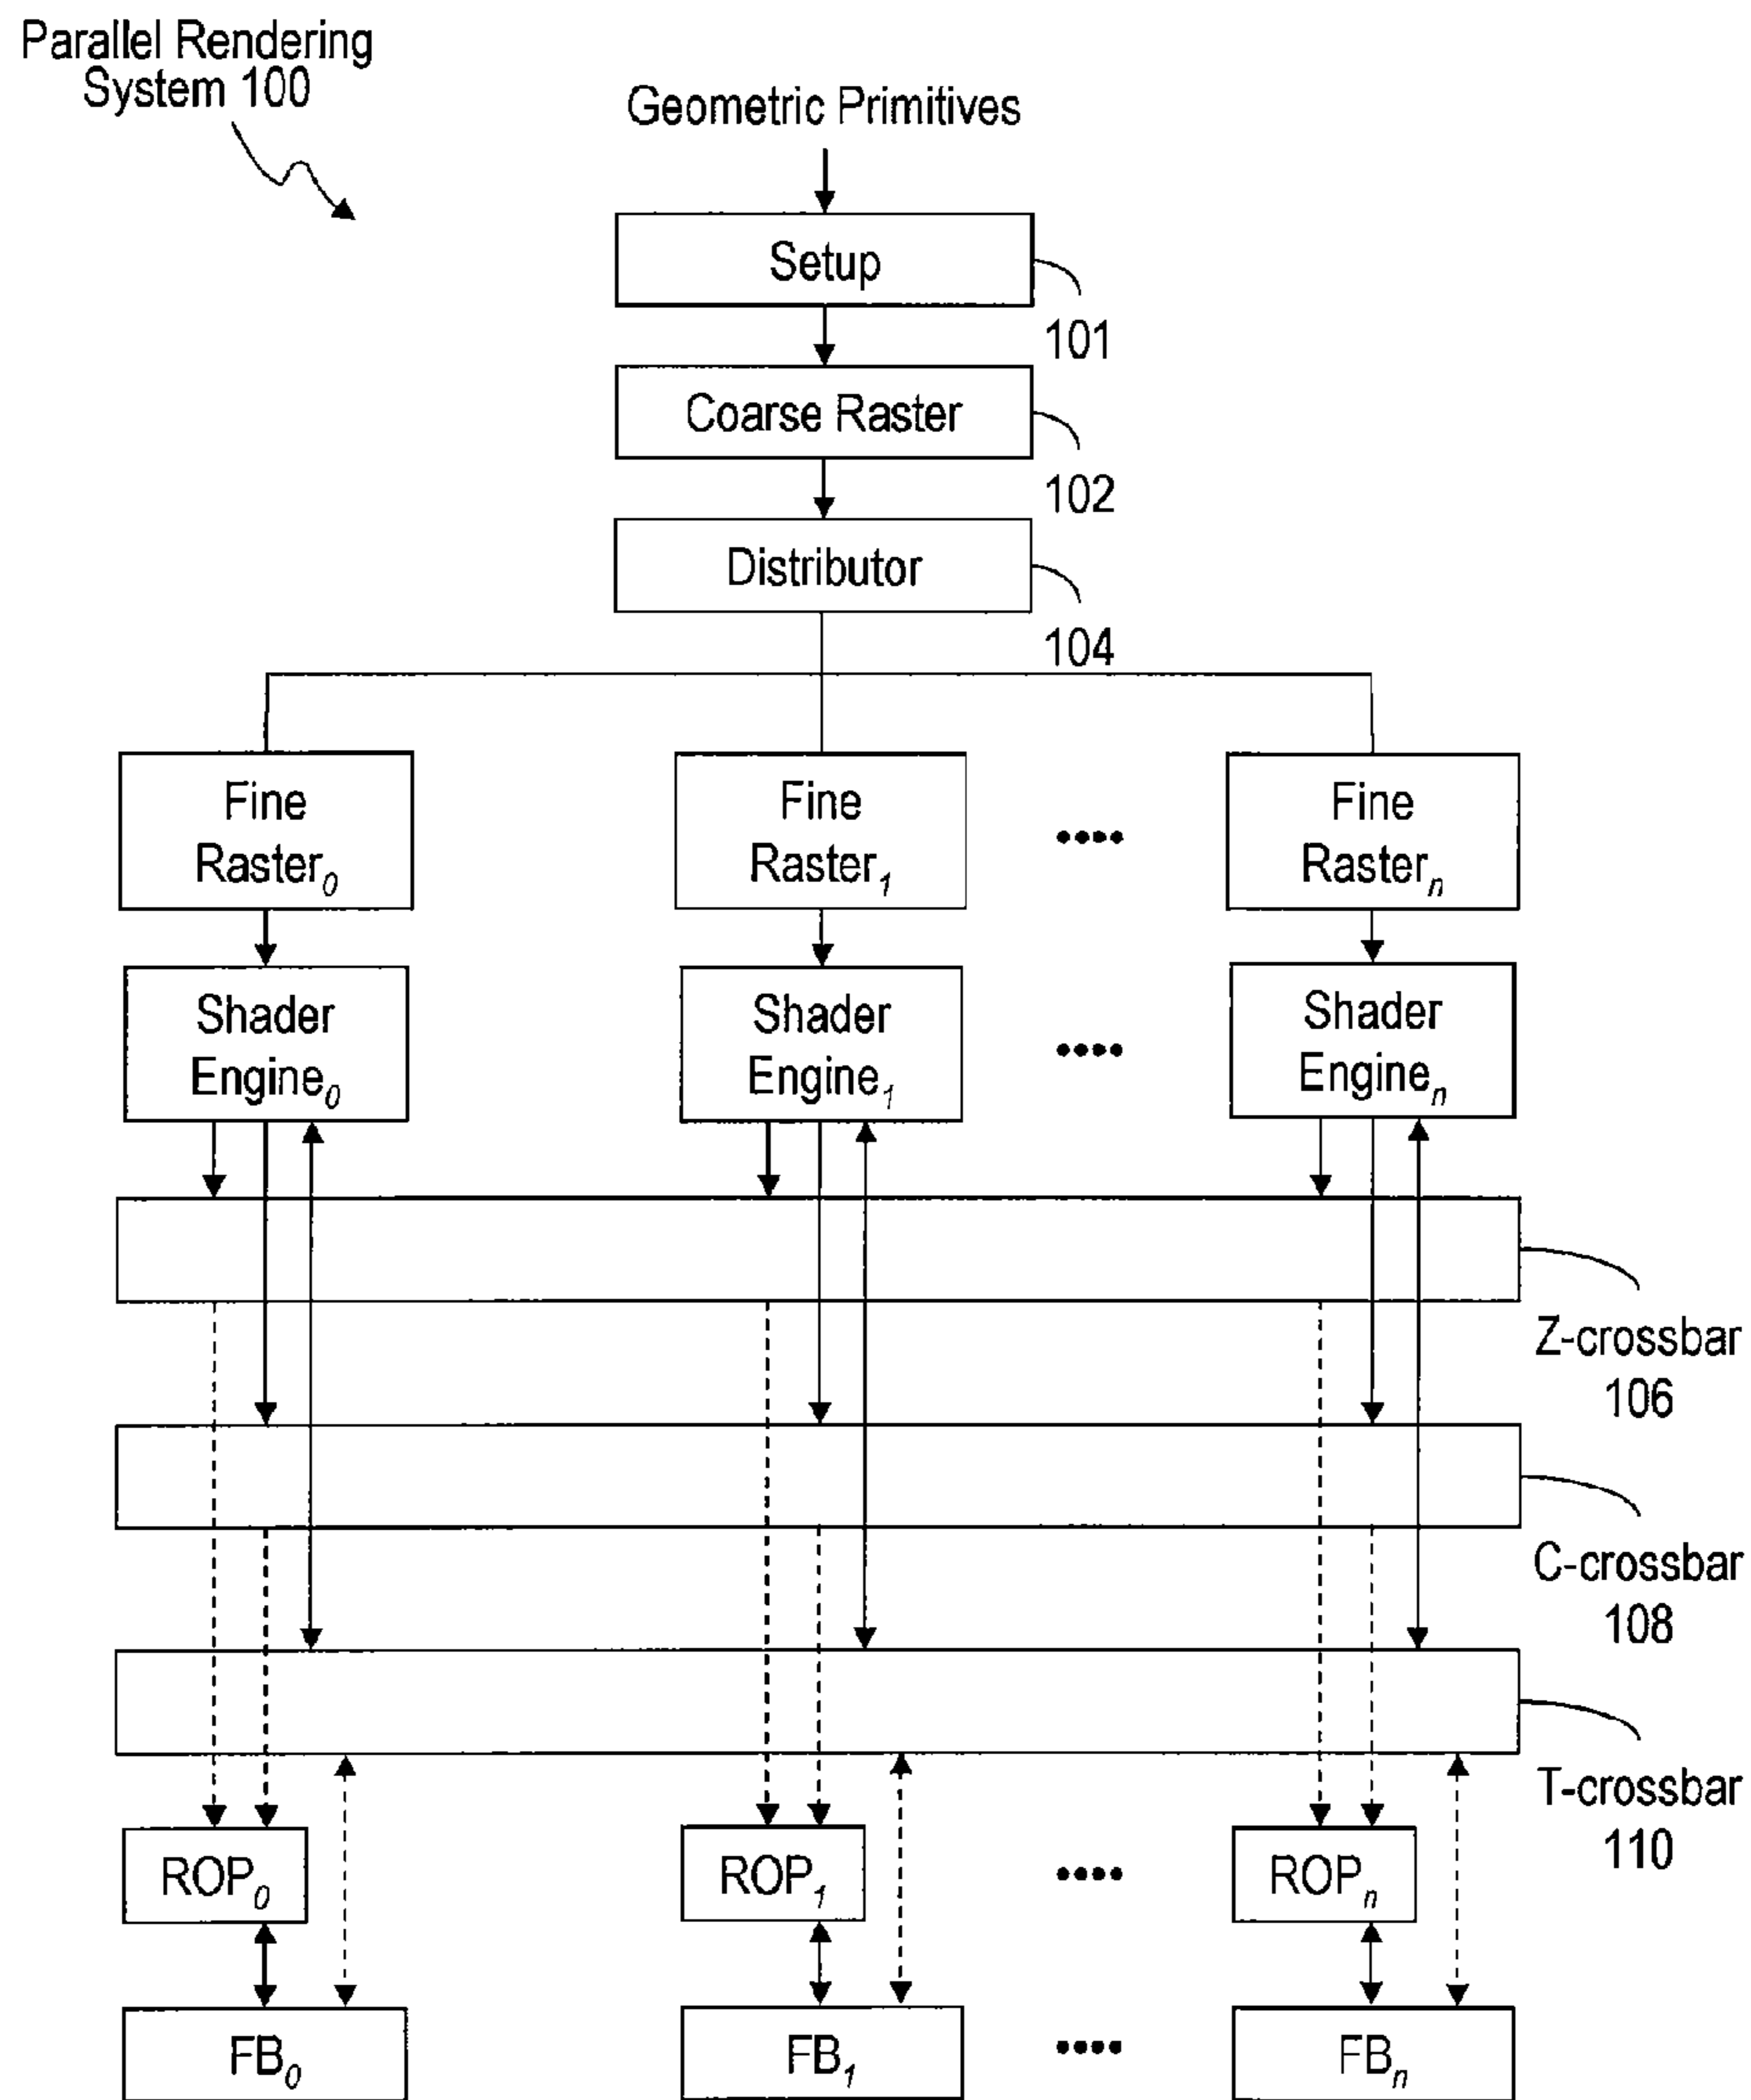 Parallel Rendering
System 100
Geometric Primitives
Setup
101
Coarse Raster
102
Distributor
104
Fine
Raster0
Fine
Raster1
....
Fine
Rastern
Shader
Engine0
Shader
Engine1
....
Shader
Enginen
Z-crossbar
106
C-crossbar
108
T-crossbar
110
ROP0
ROP1
....
ROPn
FB0
FB1
....
FBn